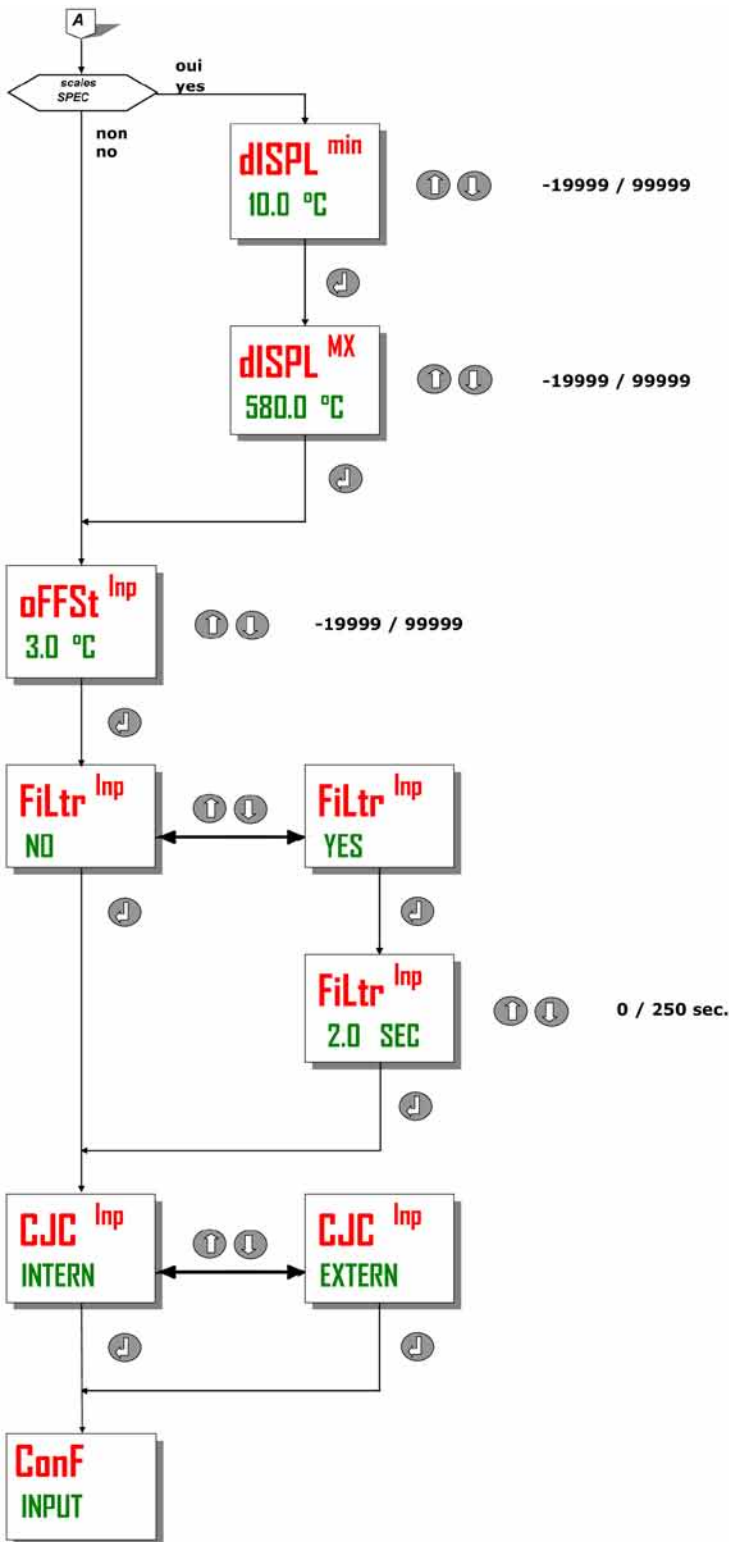 A
scales
SPEC
oui
yes
non
no
dISPL min
10.0 °C
-19999 / 99999
dISPL MX
580.0 °C
-19999 / 99999
oFFSt Inp
3.0 °C
-19999 / 99999
FiLtr Inp
NO
FiLtr Inp
YES
FiLtr Inp
2.0 SEC
0 / 250 sec.
CJC Inp
INTERN
CJC Inp
EXTERN
ConF
INPUT